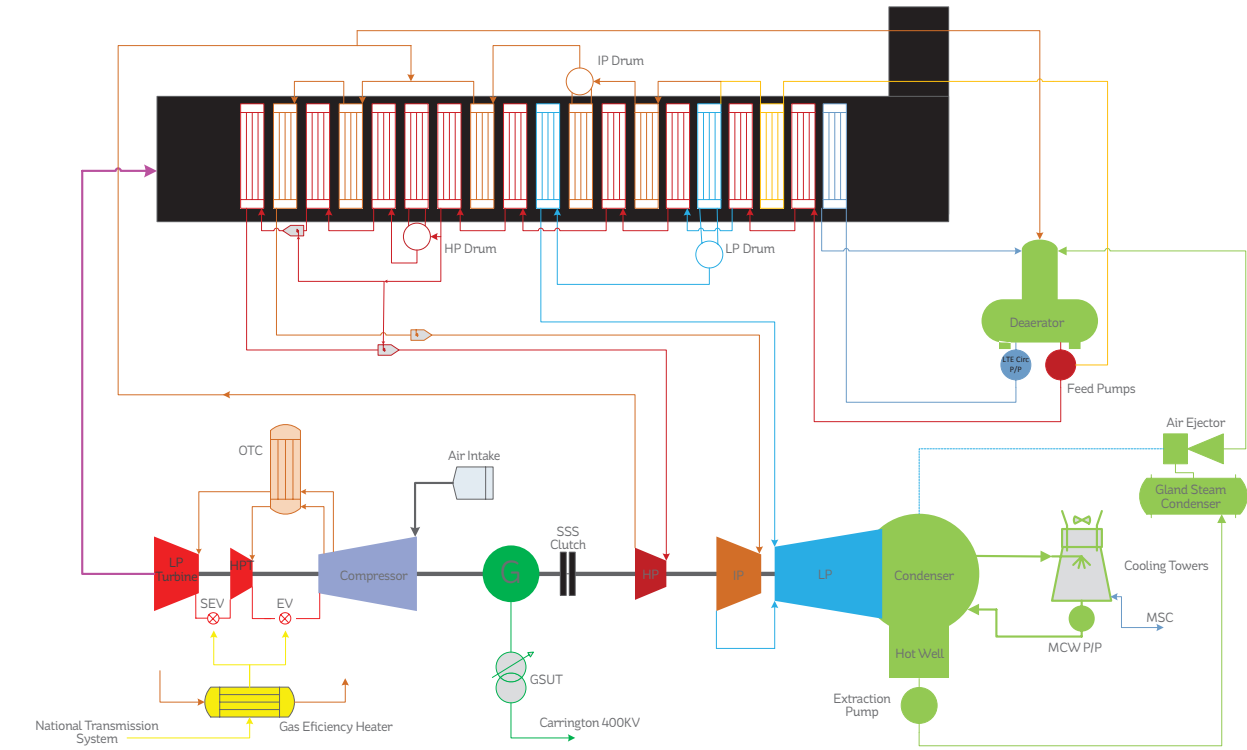 IP Drum
HP Drum
LP Drum
Deaerator
LTE Circ
P/P
Feed Pumps
Air Ejector
Gland Steam
Condenser
OTC
Air Intake
SSS
Clutch
LP
Turbine
HPT
Compressor
G
HP
IP
LP
Condenser
Cooling Towers
SEV
EV
MSC
MCW P/P
Hot Well
GSUT
Extraction
Pump
National Transmission
System
Gas Eficiency Heater
Carrington 400KV